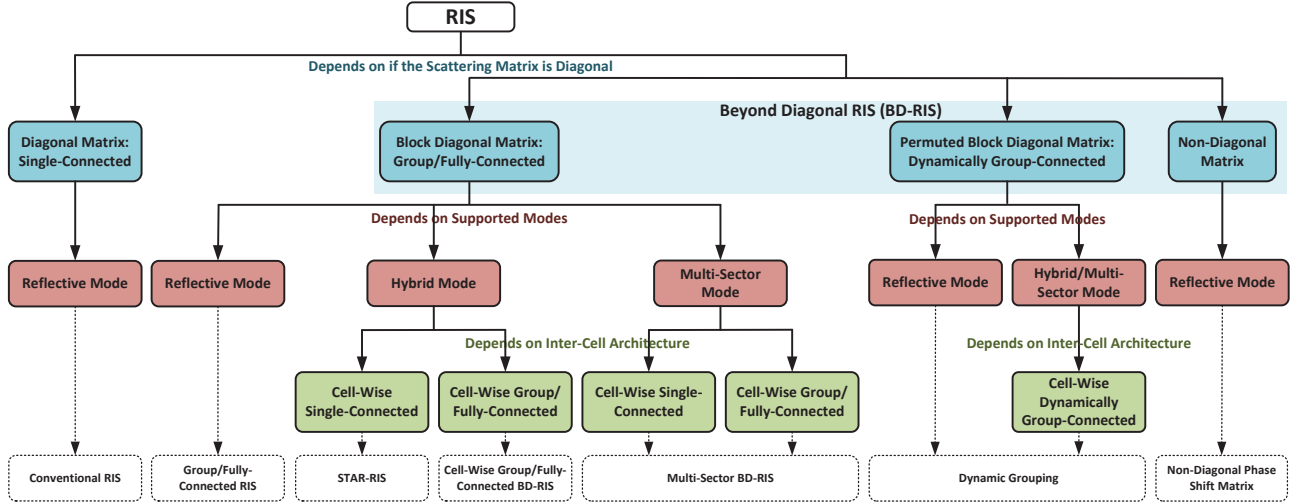 RIS
Depends on if the Scattering Matrix is Diagonal
Beyond Diagonal RIS (BD-RIS)
Diagonal Matrix:
Single-Connected
Block Diagonal Matrix:
Group/Fully-Connected
Permuted Block Diagonal Matrix:
Dynamically Group-Connected
Non-Diagonal
Matrix
Depends on Supported Modes
Depends on Supported Modes
Reflective Mode
Reflective Mode
Hybrid Mode
Multi-Sector
Mode
Reflective Mode
Hybrid/Multi-
Sector Mode
Reflective Mode
Depends on Inter-Cell Architecture
Depends on Inter-Cell Architecture
Cell-Wise
Single-Connected
Cell-Wise Group/
Fully-Connected
Cell-Wise Single-
Connected
Cell-Wise Group/
Fully-Connected
Cell-Wise
Dynamically
Group-Connected
Conventional RIS
Group/Fully-
Connected RIS
STAR-RIS
Cell-Wise Group/Fully-
Connected BD-RIS
Multi-Sector BD-RIS
Dynamic Grouping
Non-Diagonal Phase
Shift Matrix